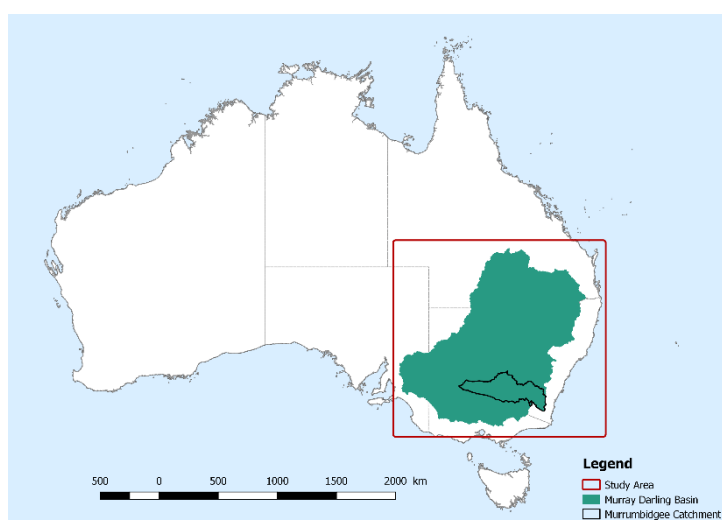 500 0 500 1000 1500 2000 km
Legend
Study Area
Murray Darling Basin
Murrumbidgee Catchment